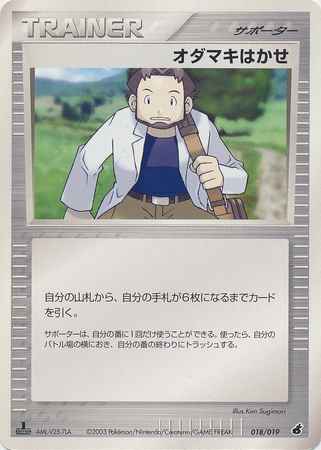 TRAINER
サポーター
オダマキはかせ
自分の山札から、自分の手札が6枚になるまでカード
を引く。
サポーターは、自分の番に1回だけ使うことができる。使ったら、自分の
バトル場の横におき、自分の番の終わりにトラッシュする。
Illus.Ken Sugimori
1
EDITION
AML-V25-7LA
©2003 Pokémon/Nintendo/Creatures/GAME FREAK
018/019